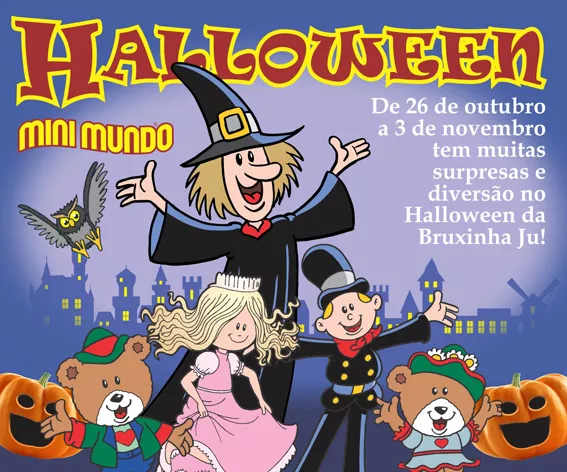 HALLOWEEN
MINI MUNDO
De 26 de outubro
a 3 de novembro
tem muitas
surpresas e
diversão no
Halloween da
Bruxinha Ju!